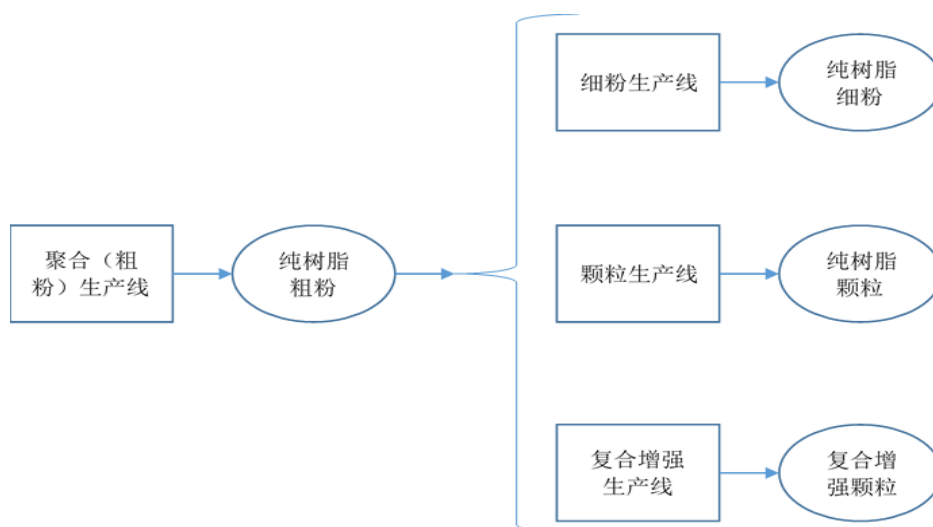 聚合（粗
粉）生产线
纯树脂
粗粉
细粉生产线
纯树脂
细粉
颗粒生产线
纯树脂
颗粒
复合增强
生产线
复合增
强颗粒